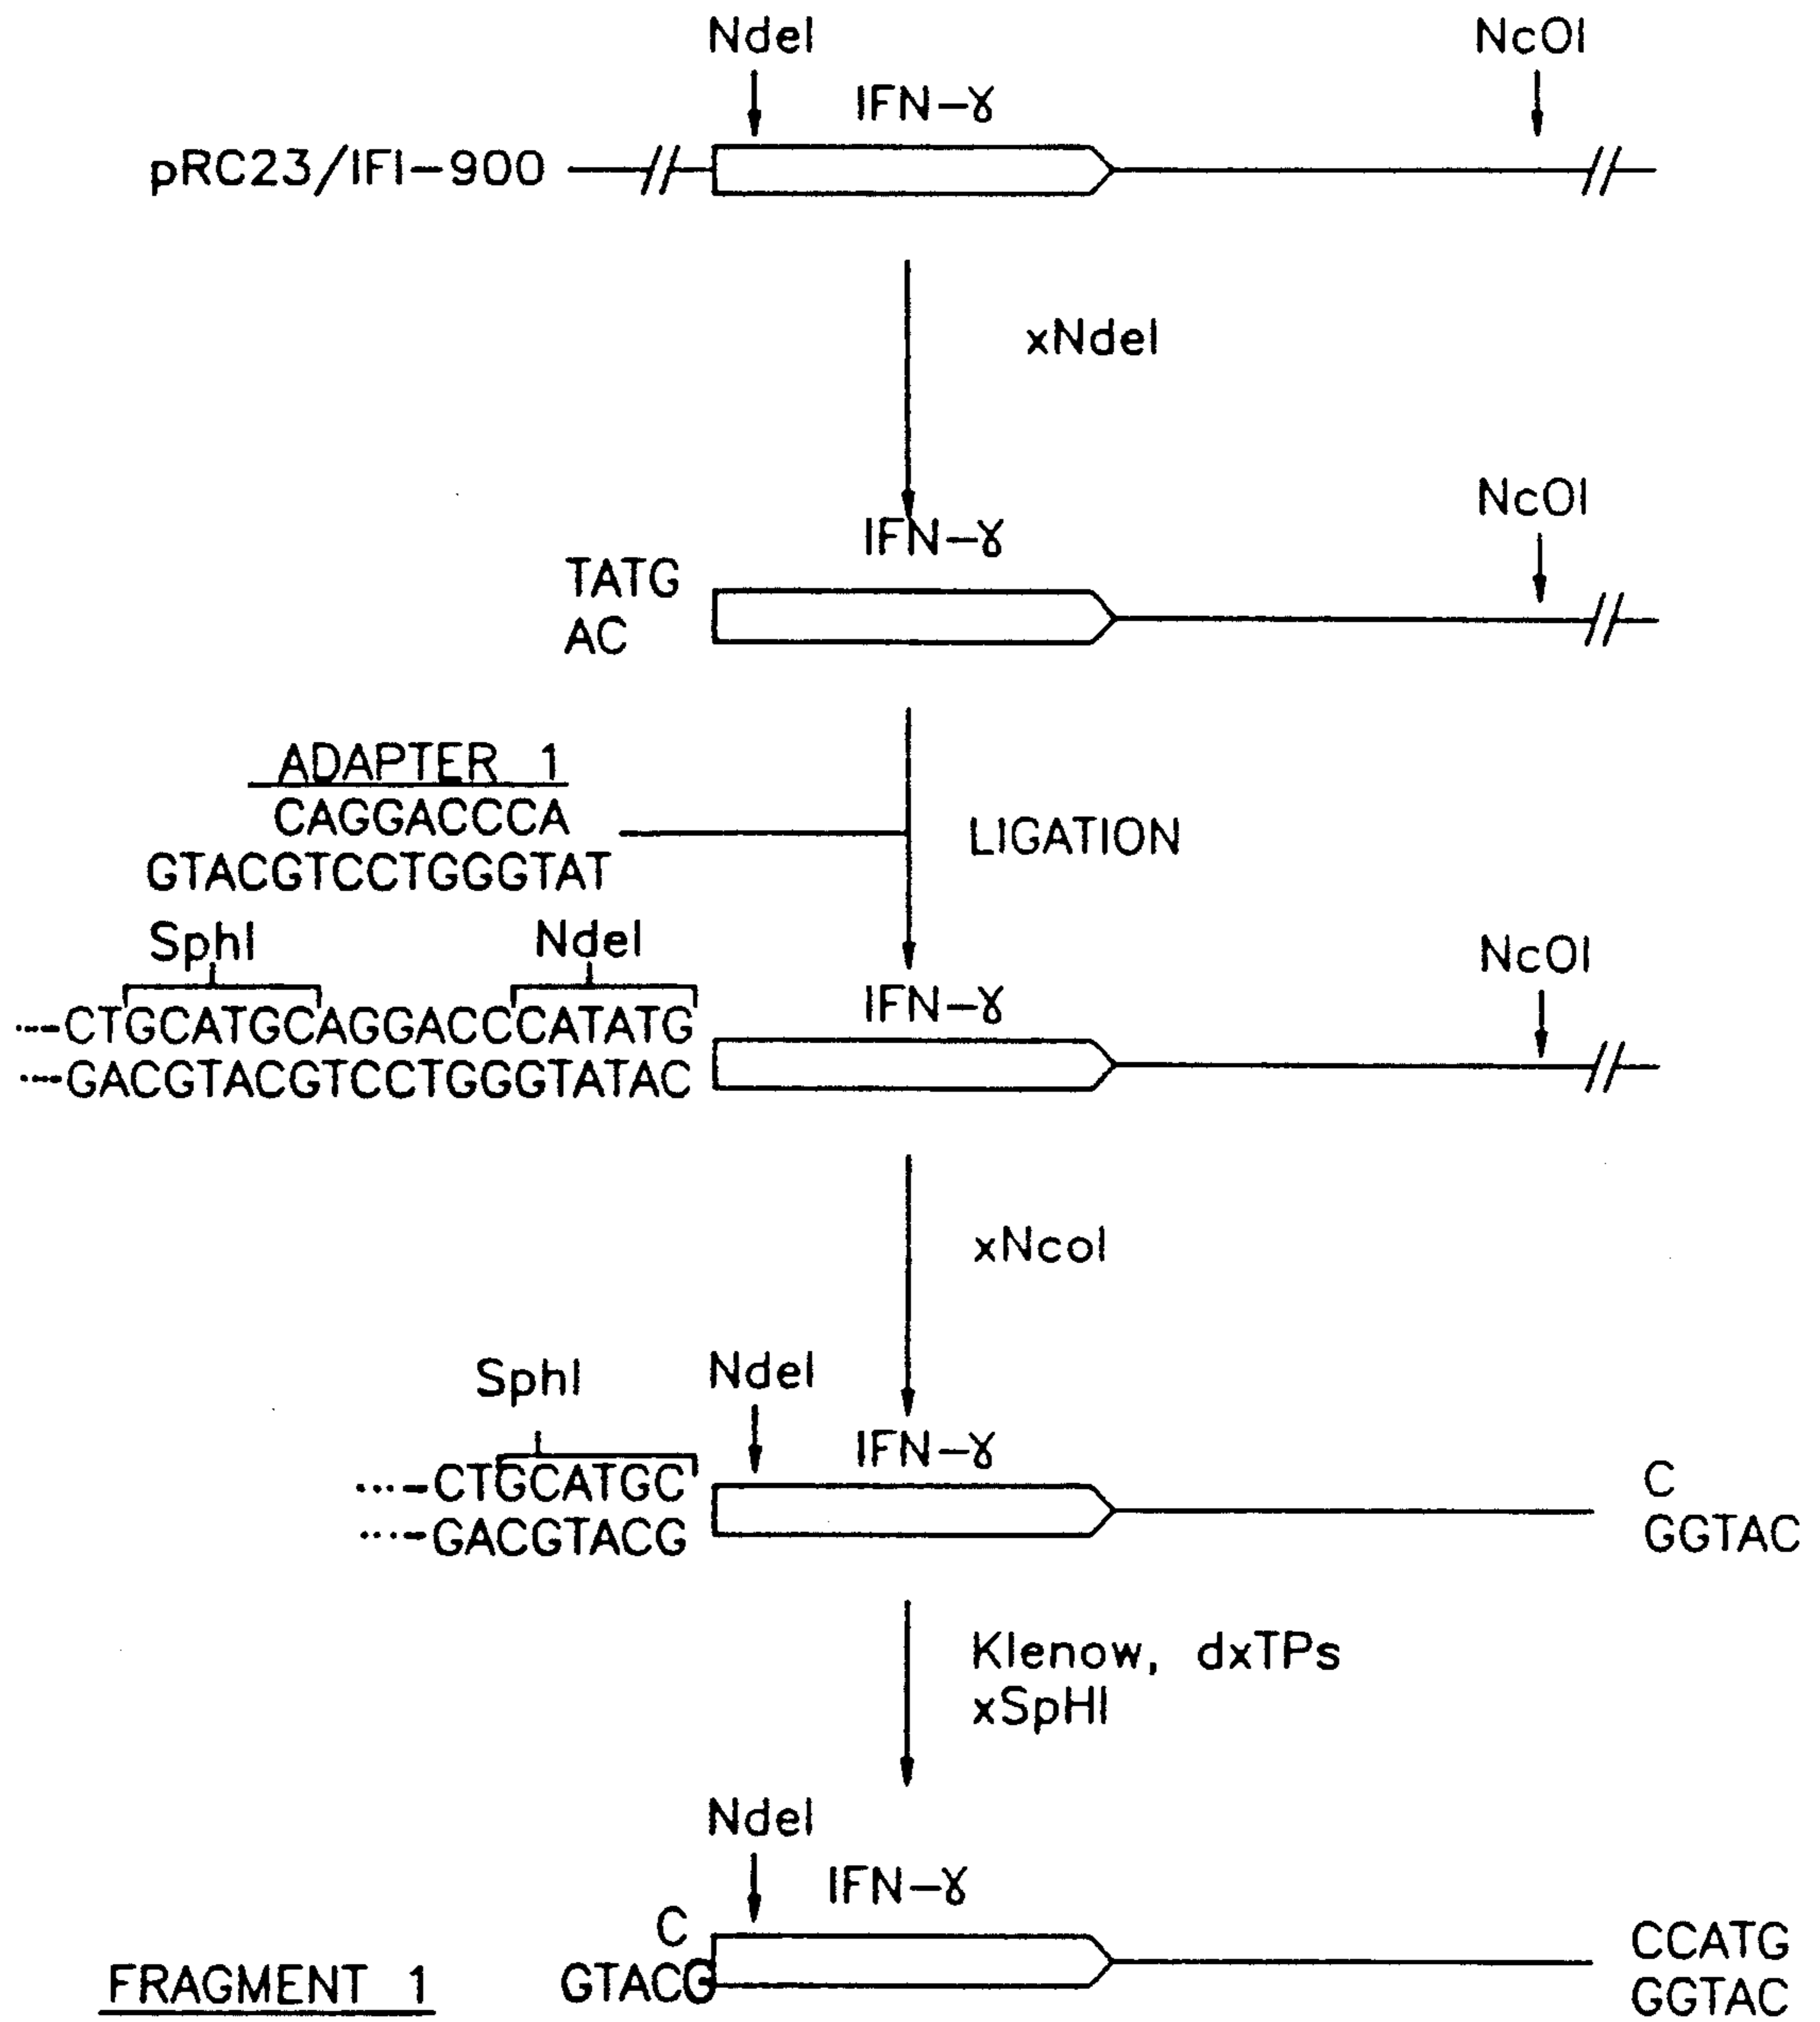 NdeI NcOI
IFN-ɣ
pRC23/IFI-900
xNdeI
NcOI
IFN-ɣ
TATG
AC
ADAPTER 1
CAGGACCCA
GTACGTCCTGGGTAT
LIGATION
SphI NdeI NcOI
IFN-ɣ
CTGCATGCAGGACCCCATATG
GACGTACGTCCTGGGTATAC
xNcoI
SphI NdeI
IFN-ɣ
CTGCATGC
GACGTACG
C
GGTAC
Klenow, dxTPs
xSpHI
NdeI
IFN-ɣ
C
GTACG
CCATG
GGTAC
FRAGMENT 1